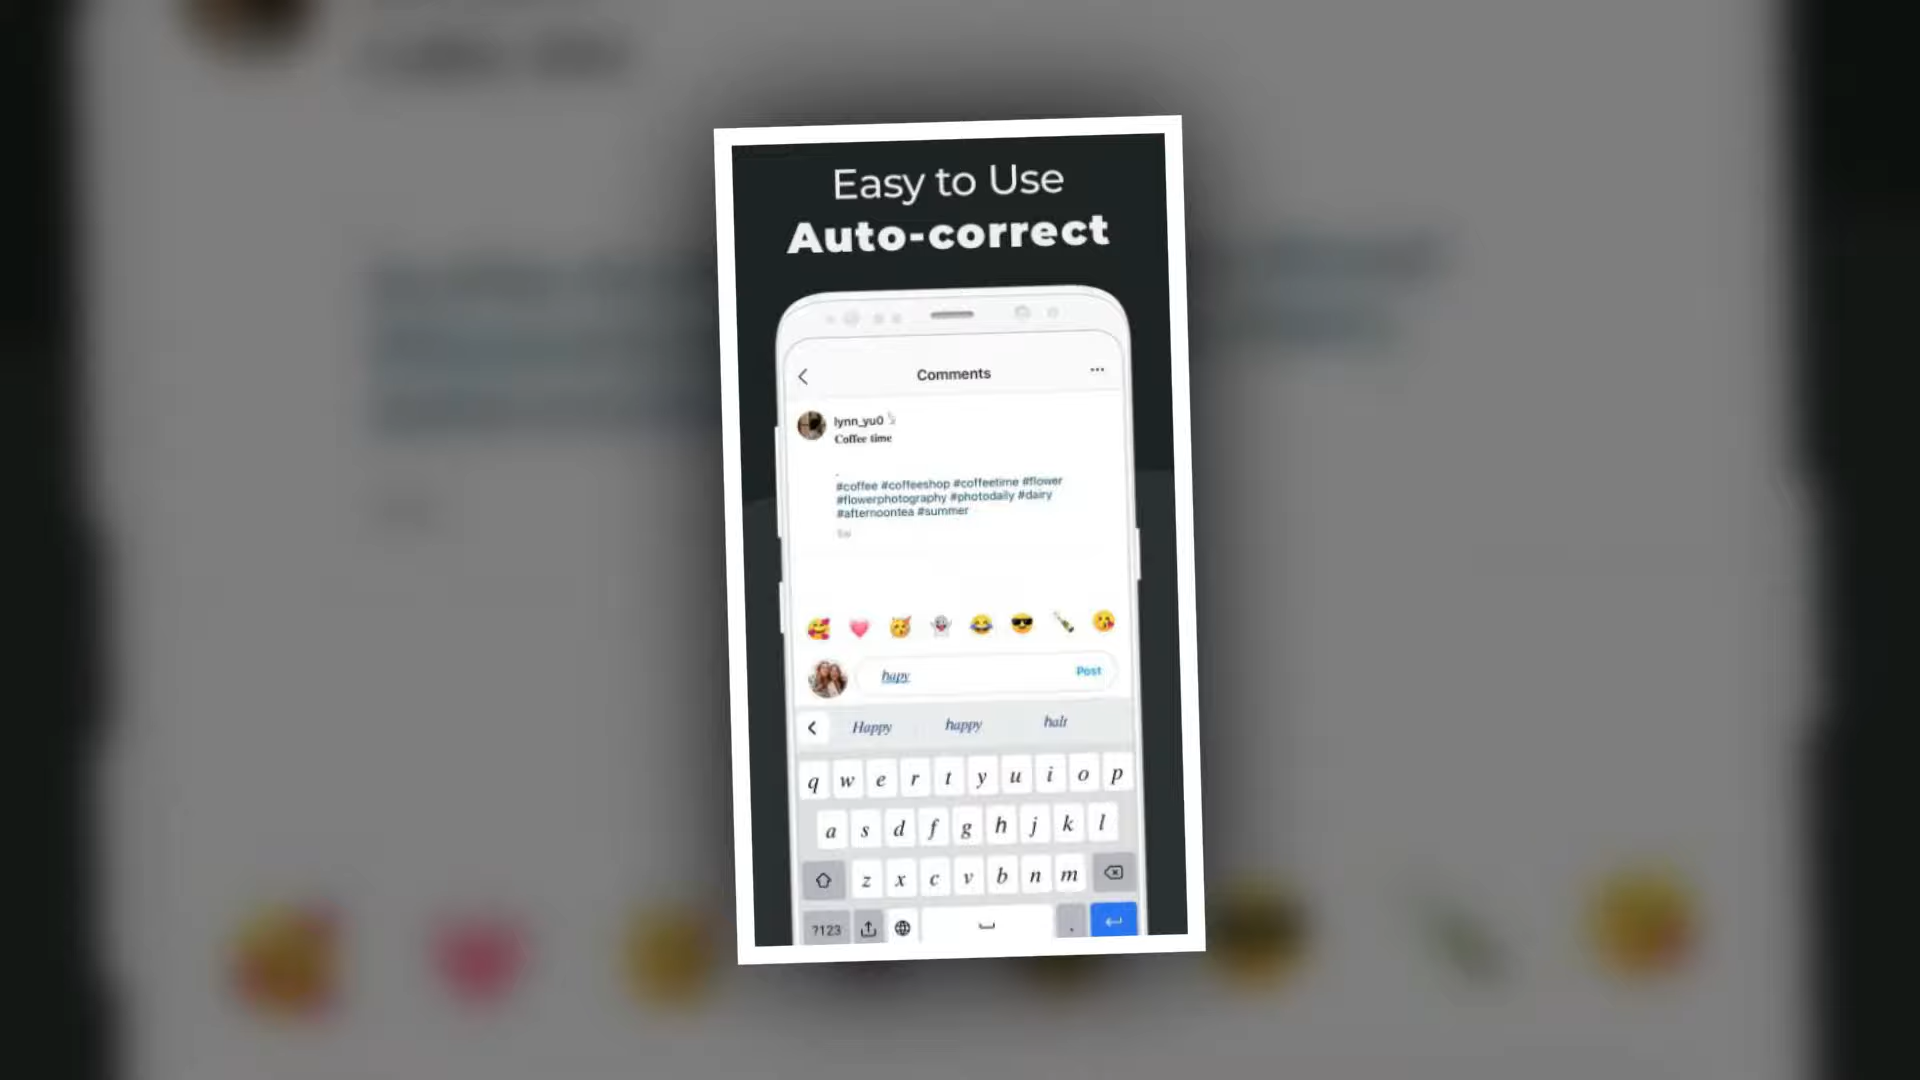 Easy to Use
Auto-correct
Comments
lynn_yu0
Coffee time
.
#coffee #coffeeshop #coffeetime #flower
#flowerphotography #photodaily #dairy
#afternoontea #summer
hapy Post
Happy happy
q w e r t y u i o p
a s d f g h j k l
z x c v b n m
?123 .